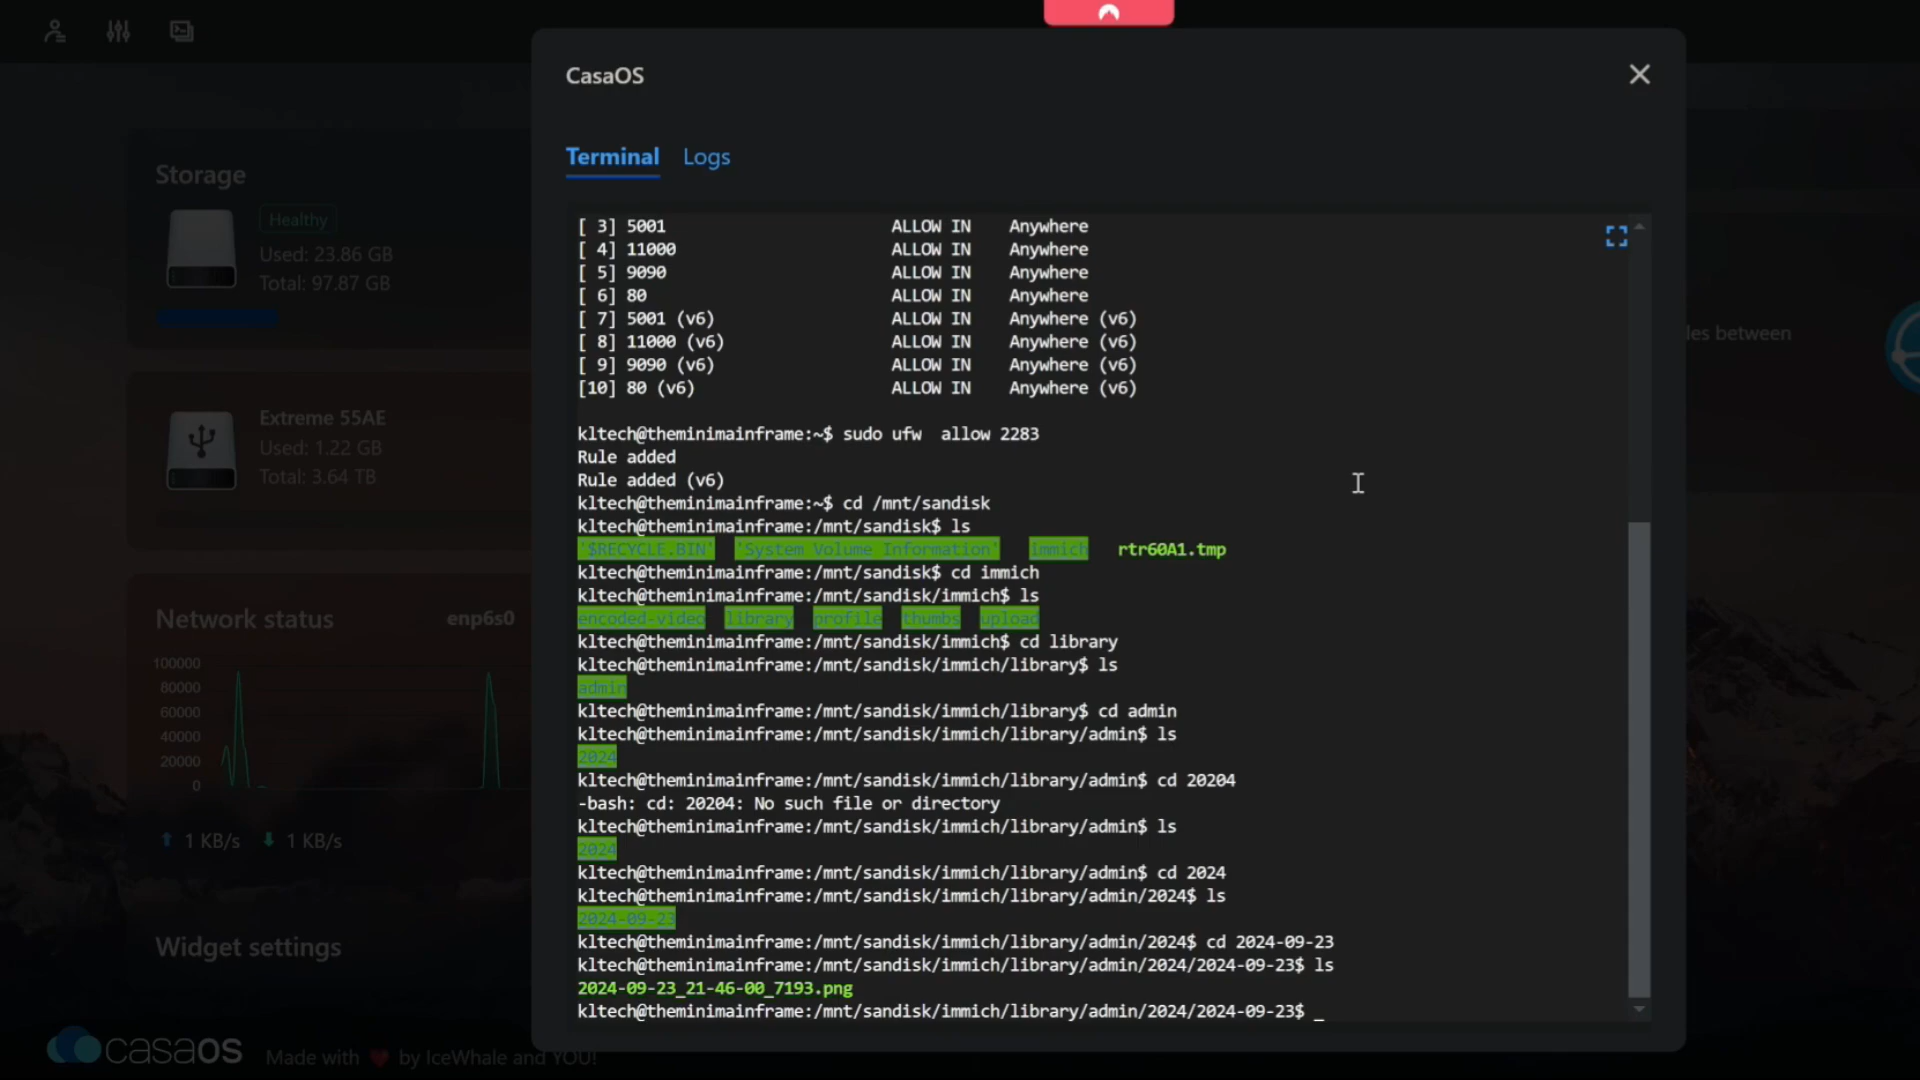 CasaOS
Terminal Logs
Storage
Healthy
Used: 23.86 GB
Total: 97.87 GB
Extreme 55AE
Used: 1.22 GB
Total: 3.64 TB
Network status enp6s0
100000
80000
60000
40000
20000
0
1 KB/s 1 KB/s
Widget settings
casaOS Made with ❤ by IceWhale and YOU!
[ 3] 5001 ALLOW IN Anywhere
[ 4] 11000 ALLOW IN Anywhere
[ 5] 9090 ALLOW IN Anywhere
[ 6] 80 ALLOW IN Anywhere
[ 7] 5001 (v6) ALLOW IN Anywhere (v6)
[ 8] 11000 (v6) ALLOW IN Anywhere (v6)
[ 9] 9090 (v6) ALLOW IN Anywhere (v6)
[10] 80 (v6) ALLOW IN Anywhere (v6)
kltech@theminimainframe:~$ sudo ufw  allow 2283
Rule added
Rule added (v6)
kltech@theminimainframe:~$ cd /mnt/sandisk
kltech@theminimainframe:/mnt/sandisk$ ls
'$RECYCLE.BIN' 'System Volume Information' immich rtr60A1.tmp
kltech@theminimainframe:/mnt/sandisk$ cd immich
kltech@theminimainframe:/mnt/sandisk/immich$ ls
encoded-video library profile thumbs upload
kltech@theminimainframe:/mnt/sandisk/immich$ cd library
kltech@theminimainframe:/mnt/sandisk/immich/library$ ls
admin
kltech@theminimainframe:/mnt/sandisk/immich/library$ cd admin
kltech@theminimainframe:/mnt/sandisk/immich/library/admin$ ls
2024
kltech@theminimainframe:/mnt/sandisk/immich/library/admin$ cd 20204
-bash: cd: 20204: No such file or directory
kltech@theminimainframe:/mnt/sandisk/immich/library/admin$ ls
2024
kltech@theminimainframe:/mnt/sandisk/immich/library/admin$ cd 2024
kltech@theminimainframe:/mnt/sandisk/immich/library/admin/2024$ ls
2024-09-23
kltech@theminimainframe:/mnt/sandisk/immich/library/admin/2024$ cd 2024-09-23
kltech@theminimainframe:/mnt/sandisk/immich/library/admin/2024/2024-09-23$ ls
2024-09-23_21-46-00_7193.png
kltech@theminimainframe:/mnt/sandisk/immich/library/admin/2024/2024-09-23$ _
les between